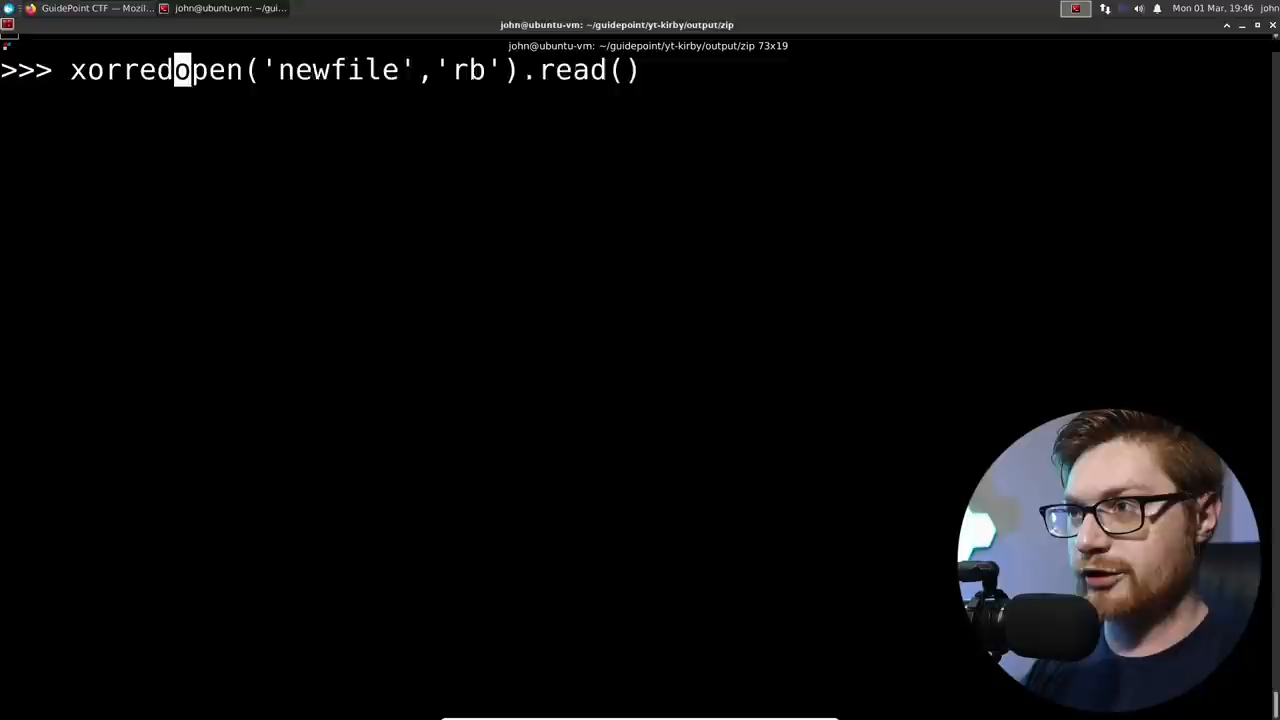 GuidePoint CTF — Mozil...
john@ubuntu-vm: ~/gui...
Mon 01 Mar, 19:46
john
john@ubuntu-vm: ~/guidepoint/yt-kirby/output/zip
john@ubuntu-vm: ~/guidepoint/yt-kirby/output/zip 73x19
>>> xorredopen('newfile','rb').read()